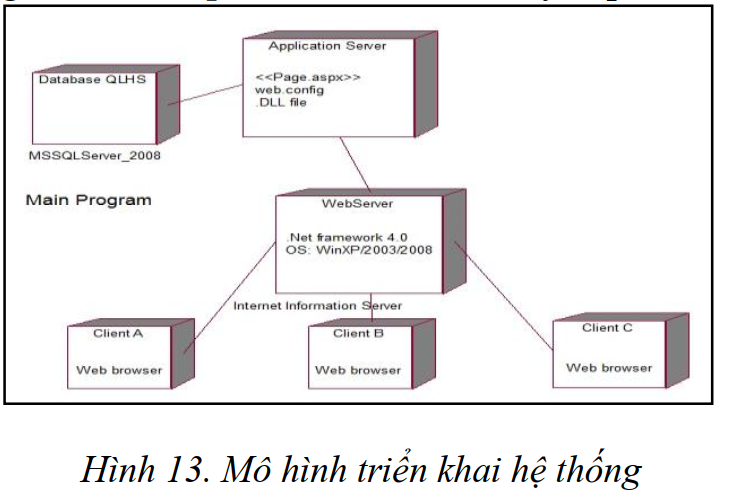 Application Server
<<Page.aspx>>
web.config
.DLL file
Database QLHS
MSSQLServer_2008
Main Program
WebServer
.Net framework 4.0
OS: WinXP/2003/2008
Internet Information Server
Client A
Web browser
Client B
Web browser
Client C
Web browser
Hình 13. Mô hình triển khai hệ thống